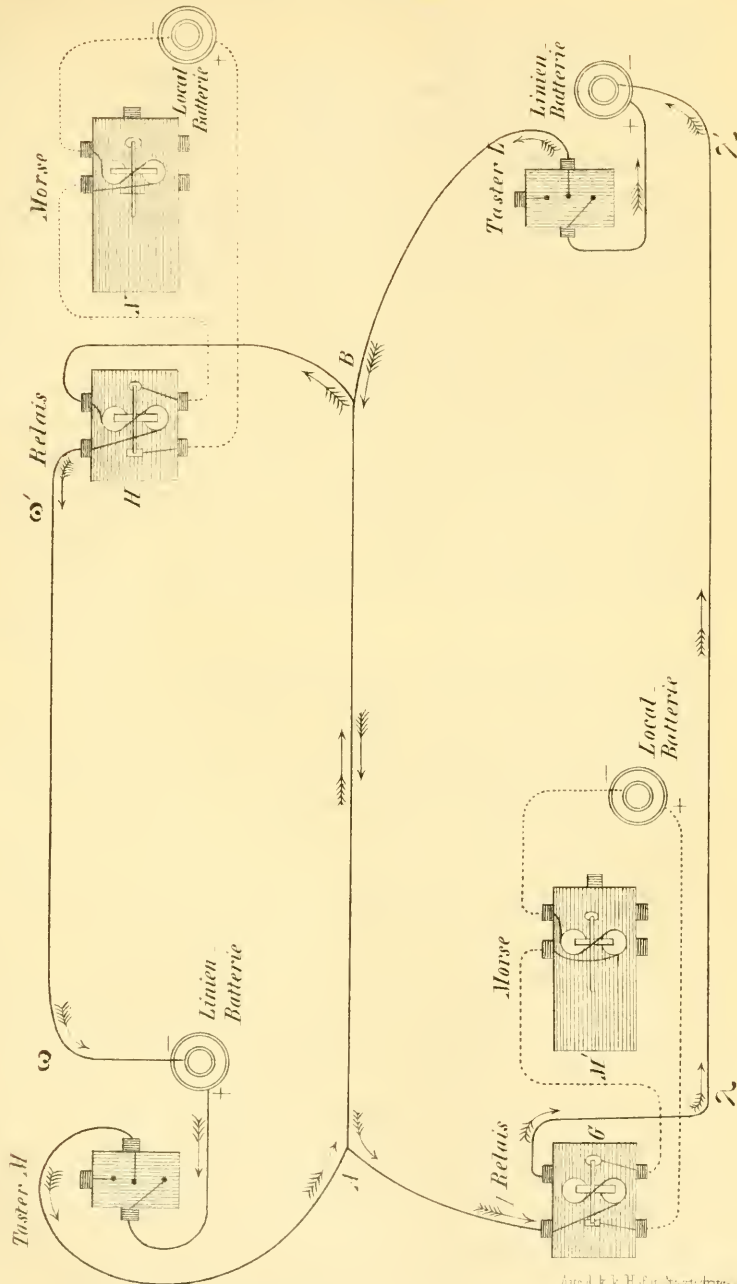 Taster M
ω
Linien-
Batterie
+
−
ω'
Relais
H
Morse
Local
Batterie
−
+
A
B
Relais
G
Morse
M'
Local-
Batterie
−
+
Taster L
Linien-
Batterie
−
+